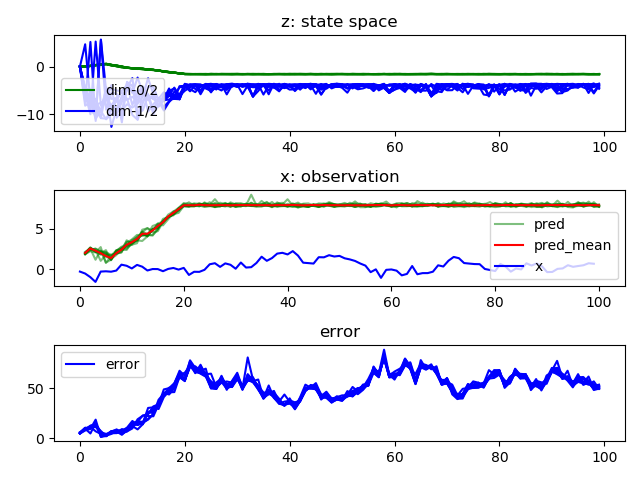 z: state space
0
−10
dim-0/2
dim-1/2
0 20 40 60 80 100
x: observation
5
0
pred
pred_mean
x
0 20 40 60 80 100
error
50
0
error
0 20 40 60 80 100